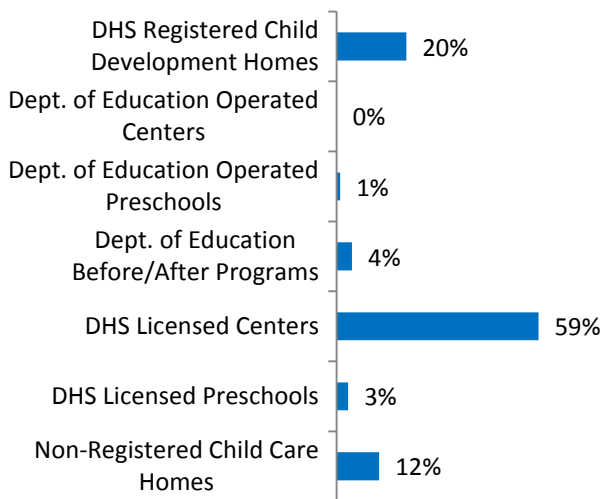 DHS Registered Child
Development Homes
20%
Dept. of Education Operated
Centers
0%
Dept. of Education Operated
Preschools
1%
Dept. of Education
Before/After Programs
4%
DHS Licensed Centers
59%
DHS Licensed Preschools
3%
Non-Registered Child Care
Homes
12%